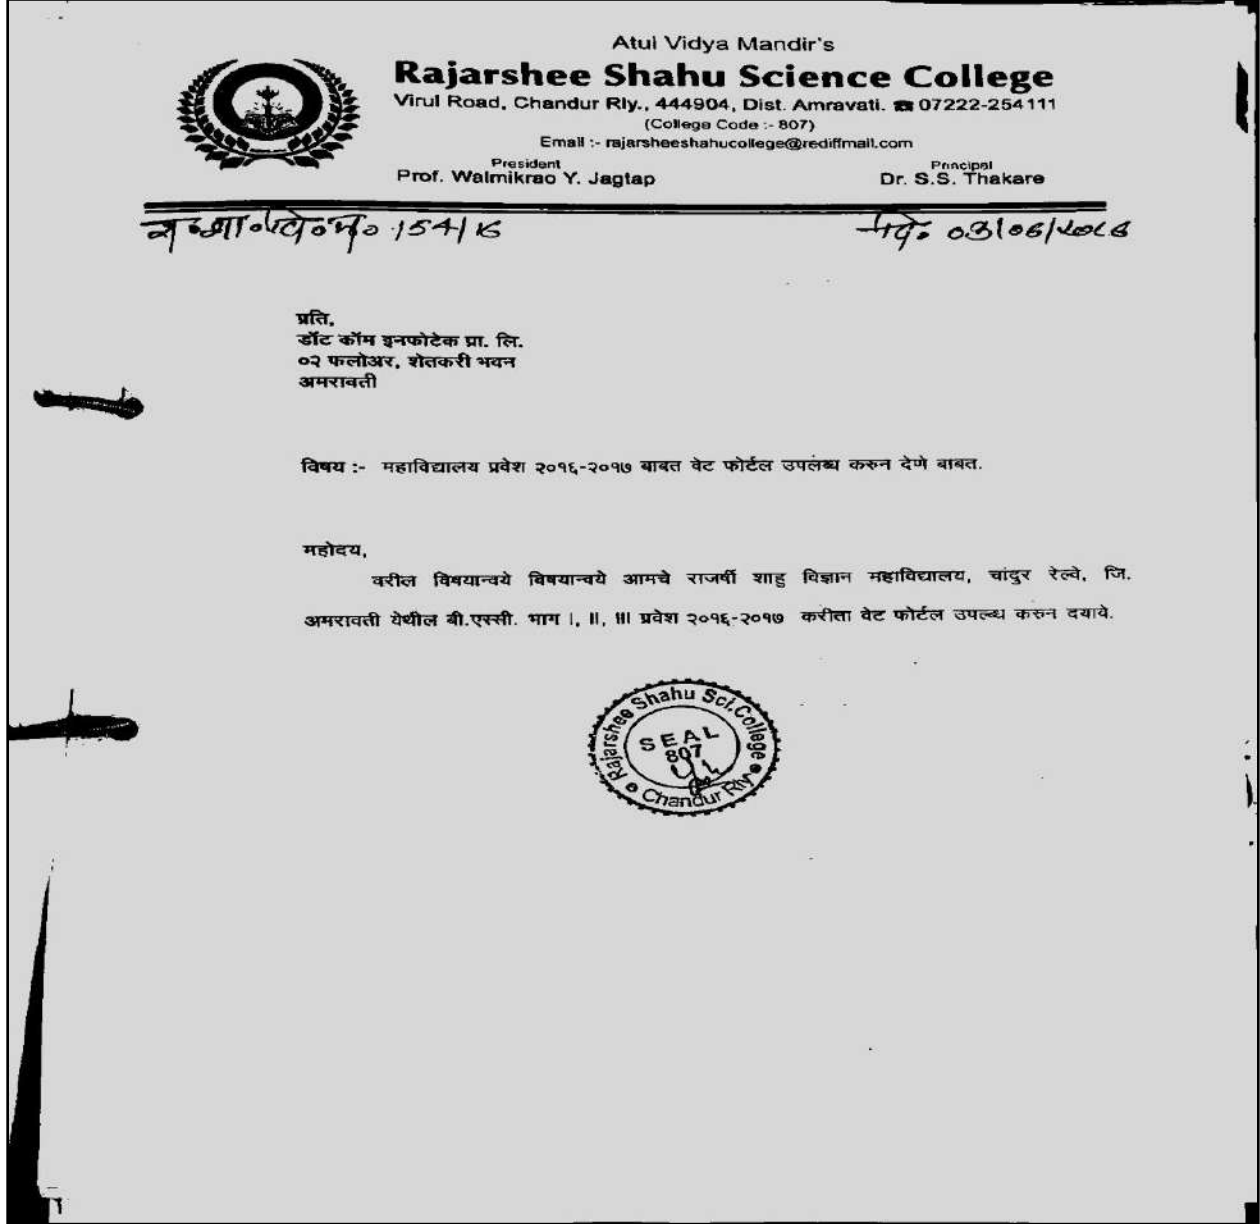 Atul Vidya Mandir's
Rajarshee Shahu Science College
Virul Road, Chandur Rly., 444904, Dist. Amravati. ☎ 07222-254111
(College Code :- 807)
Email :- rajarsheeshahucollege@rediffmail.com
President Principal
Prof. Walmikrao Y. Jagtap Dr. S.S. Thakare
154/16 03/06/2016
प्रति,
डॉट कॉम इनफोटेक प्रा. लि.
०२ फलोअर, शेतकरी भवन
अमरावती
विषय :- महाविद्यालय प्रवेश २०१६-२०१७ बाबत वेट फोर्टल उपलंब्ध करुन देणे बाबत.
महोदय,
वरील विषयान्वये विषयान्वये आमचे राजर्षी शाहु विज्ञान महाविद्यालय, चांदुर रेल्वे, जि.
अमरावती येथील बी.एस्सी. भाग I, II, III प्रवेश २०१६-२०१७ करीता वेट फोर्टल उपल्ब्ध करुन दयावे.
Rajarshee Shahu Sci. College
SEAL
807
Chandur Rly